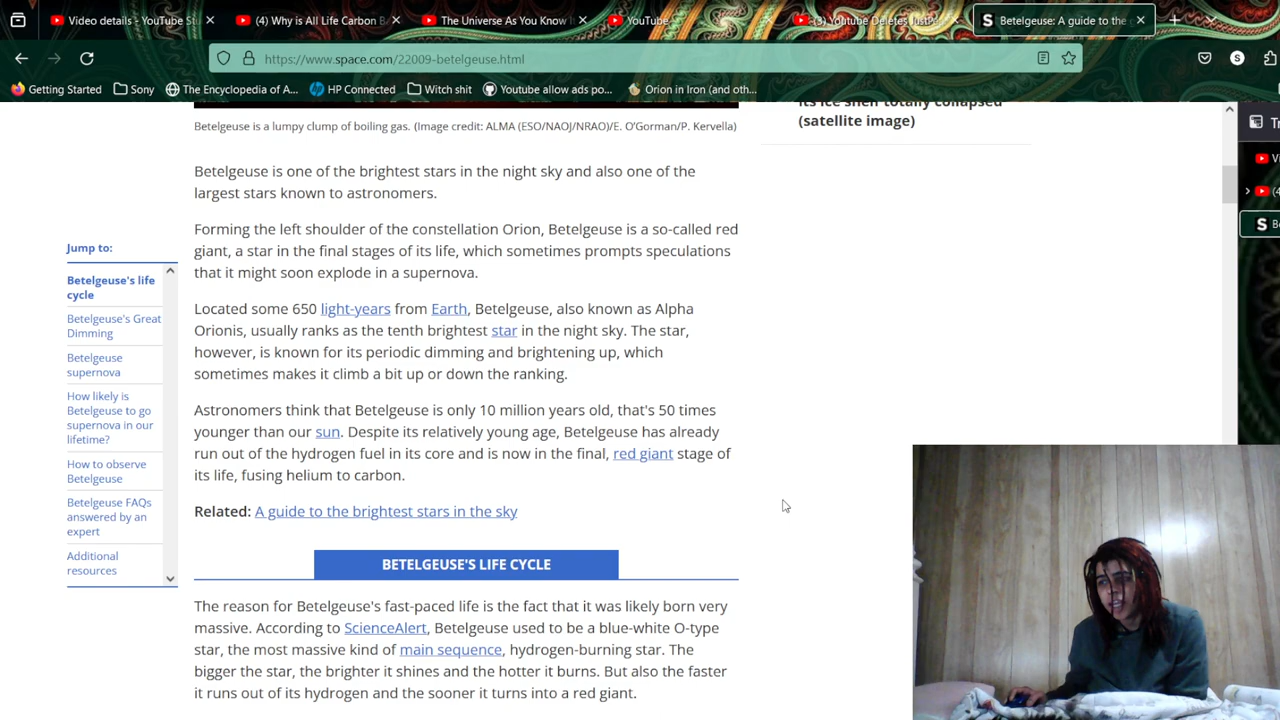 Video details - YouTube St
(4) Why is All Life Carbon B
The Universe As You Know I
YouTube
(3) Youtube Deletes JustPe
Betelgeuse: A guide to the
https://www.space.com/22009-betelgeuse.html
Getting Started
Sony
The Encyclopedia of A...
HP Connected
Witch shit
Youtube allow ads po...
Orion in Iron (and oth...
its ice shelf totally collapsed
(satellite image)
Betelgeuse is a lumpy clump of boiling gas. (Image credit: ALMA (ESO/NAOJ/NRAO)/E. O'Gorman/P. Kervella)
Betelgeuse is one of the brightest stars in the night sky and also one of the
largest stars known to astronomers.
Forming the left shoulder of the constellation Orion, Betelgeuse is a so-called red
giant, a star in the final stages of its life, which sometimes prompts speculations
that it might soon explode in a supernova.
Located some 650 light-years from Earth, Betelgeuse, also known as Alpha
Orionis, usually ranks as the tenth brightest star in the night sky. The star,
however, is known for its periodic dimming and brightening up, which
sometimes makes it climb a bit up or down the ranking.
Astronomers think that Betelgeuse is only 10 million years old, that's 50 times
younger than our sun. Despite its relatively young age, Betelgeuse has already
run out of the hydrogen fuel in its core and is now in the final, red giant stage of
its life, fusing helium to carbon.
Related: A guide to the brightest stars in the sky
BETELGEUSE'S LIFE CYCLE
The reason for Betelgeuse's fast-paced life is the fact that it was likely born very
massive. According to ScienceAlert, Betelgeuse used to be a blue-white O-type
star, the most massive kind of main sequence, hydrogen-burning star. The
bigger the star, the brighter it shines and the hotter it burns. But also the faster
it runs out of its hydrogen and the sooner it turns into a red giant.
Jump to:
Betelgeuse's life
cycle
Betelgeuse's Great
Dimming
Betelgeuse
supernova
How likely is
Betelgeuse to go
supernova in our
lifetime?
How to observe
Betelgeuse
Betelgeuse FAQs
answered by an
expert
Additional
resources
Tr
Vi
(4
Be